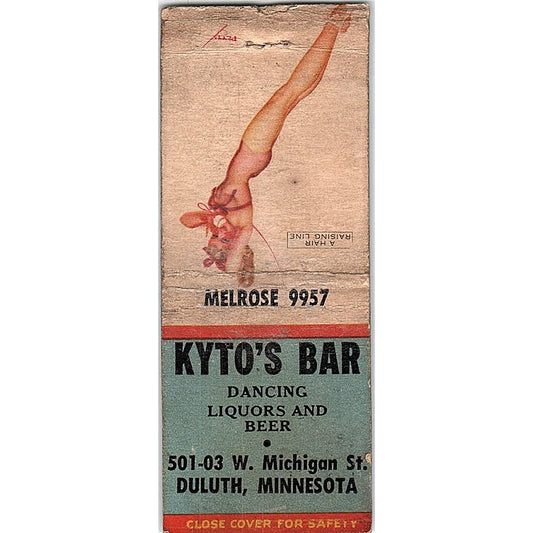 A HAIR
RAISING LINE
MELROSE 9957
KYTO'S BAR
DANCING
LIQUORS AND
BEER
•
501-03 W. Michigan St.
DULUTH, MINNESOTA
CLOSE COVER FOR SAFETY